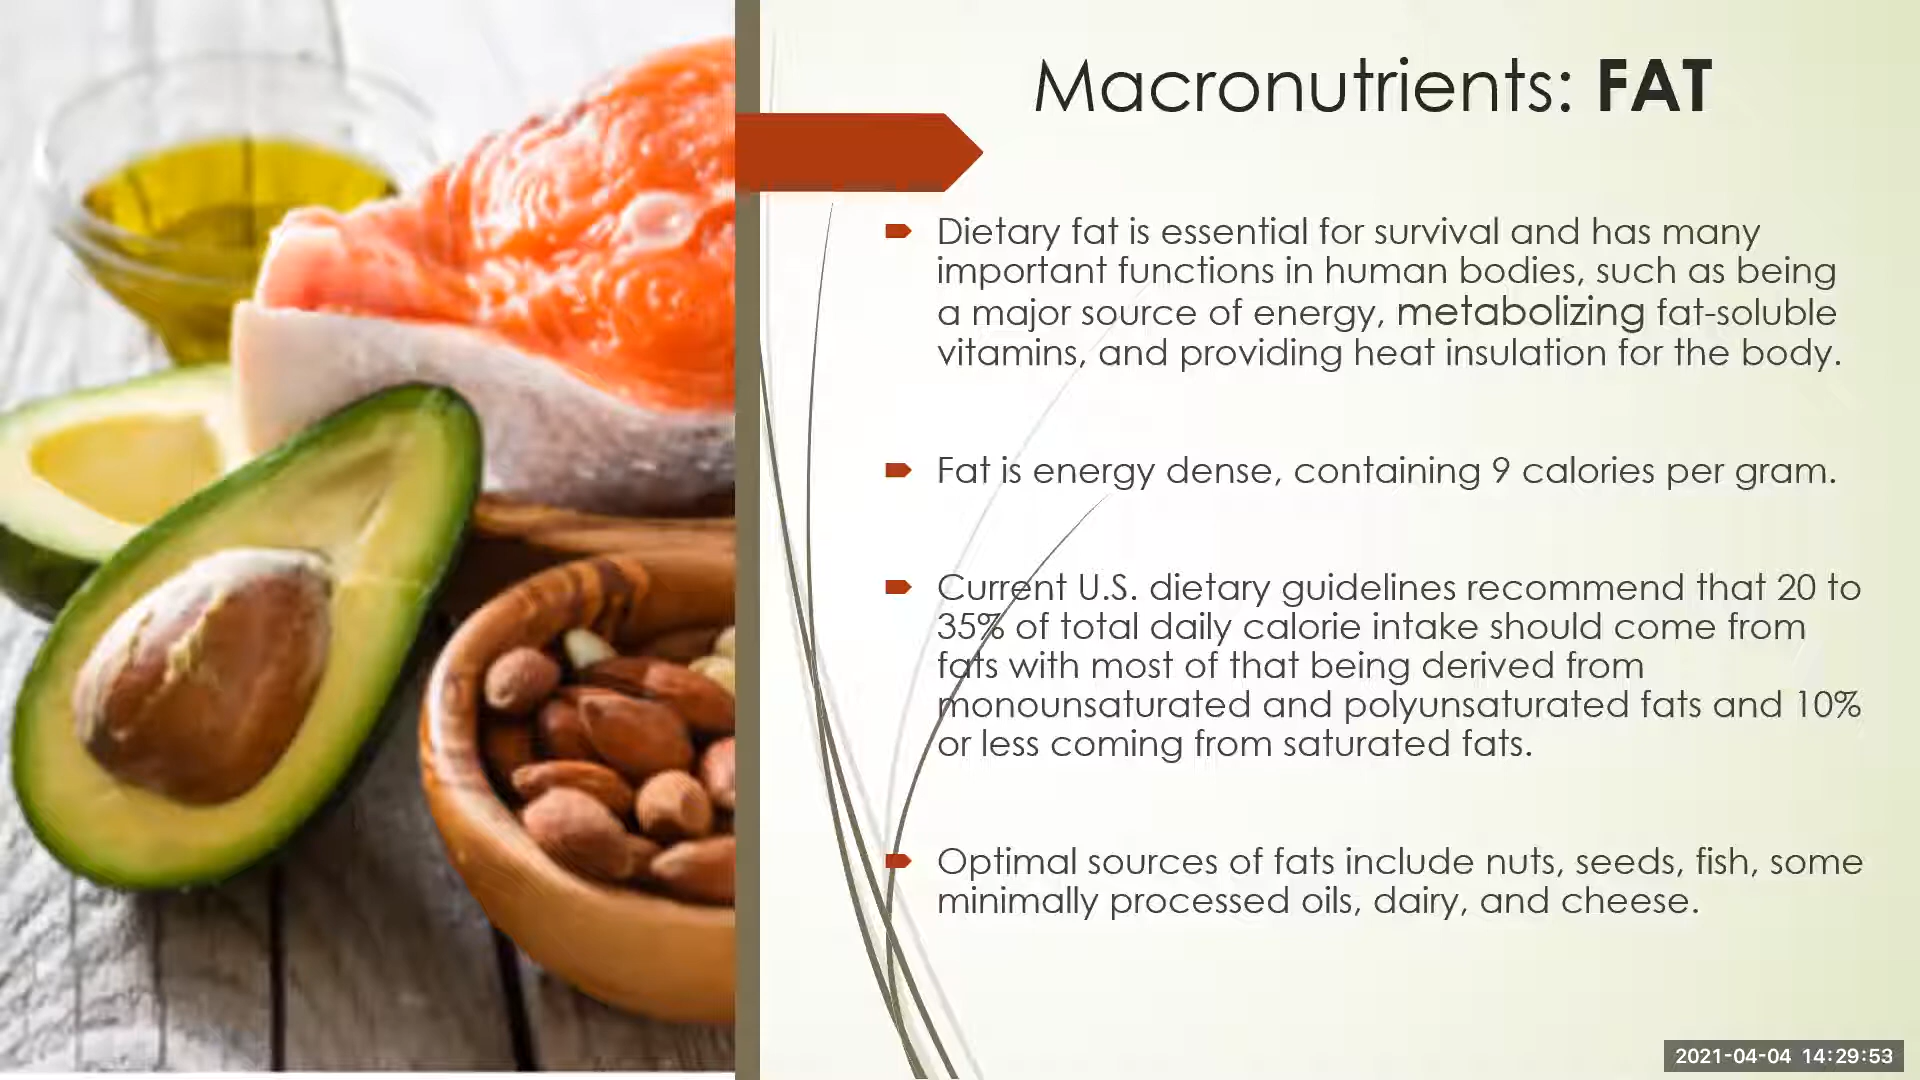 Macronutrients: FAT
Dietary fat is essential for survival and has many
important functions in human bodies, such as being
a major source of energy, metabolizing fat-soluble
vitamins, and providing heat insulation for the body.
Fat is energy dense, containing 9 calories per gram.
Current U.S. dietary guidelines recommend that 20 to
35% of total daily calorie intake should come from
fats with most of that being derived from
monounsaturated and polyunsaturated fats and 10%
or less coming from saturated fats.
Optimal sources of fats include nuts, seeds, fish, some
minimally processed oils, dairy, and cheese.
2021-04-04 14:29:53